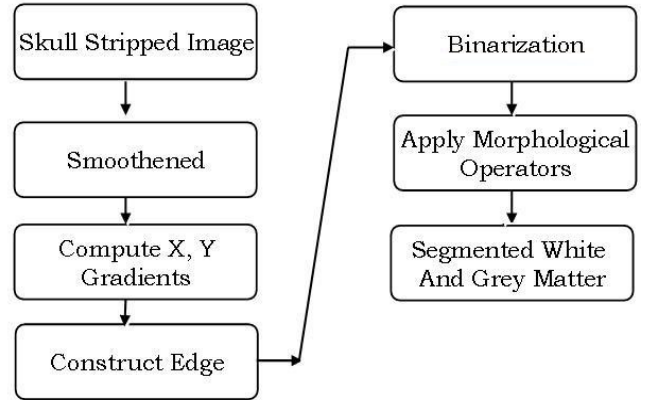 Skull Stripped Image
Smoothened
Compute X, Y
Gradients
Construct Edge
Binarization
Apply Morphological
Operators
Segmented White
And Grey Matter